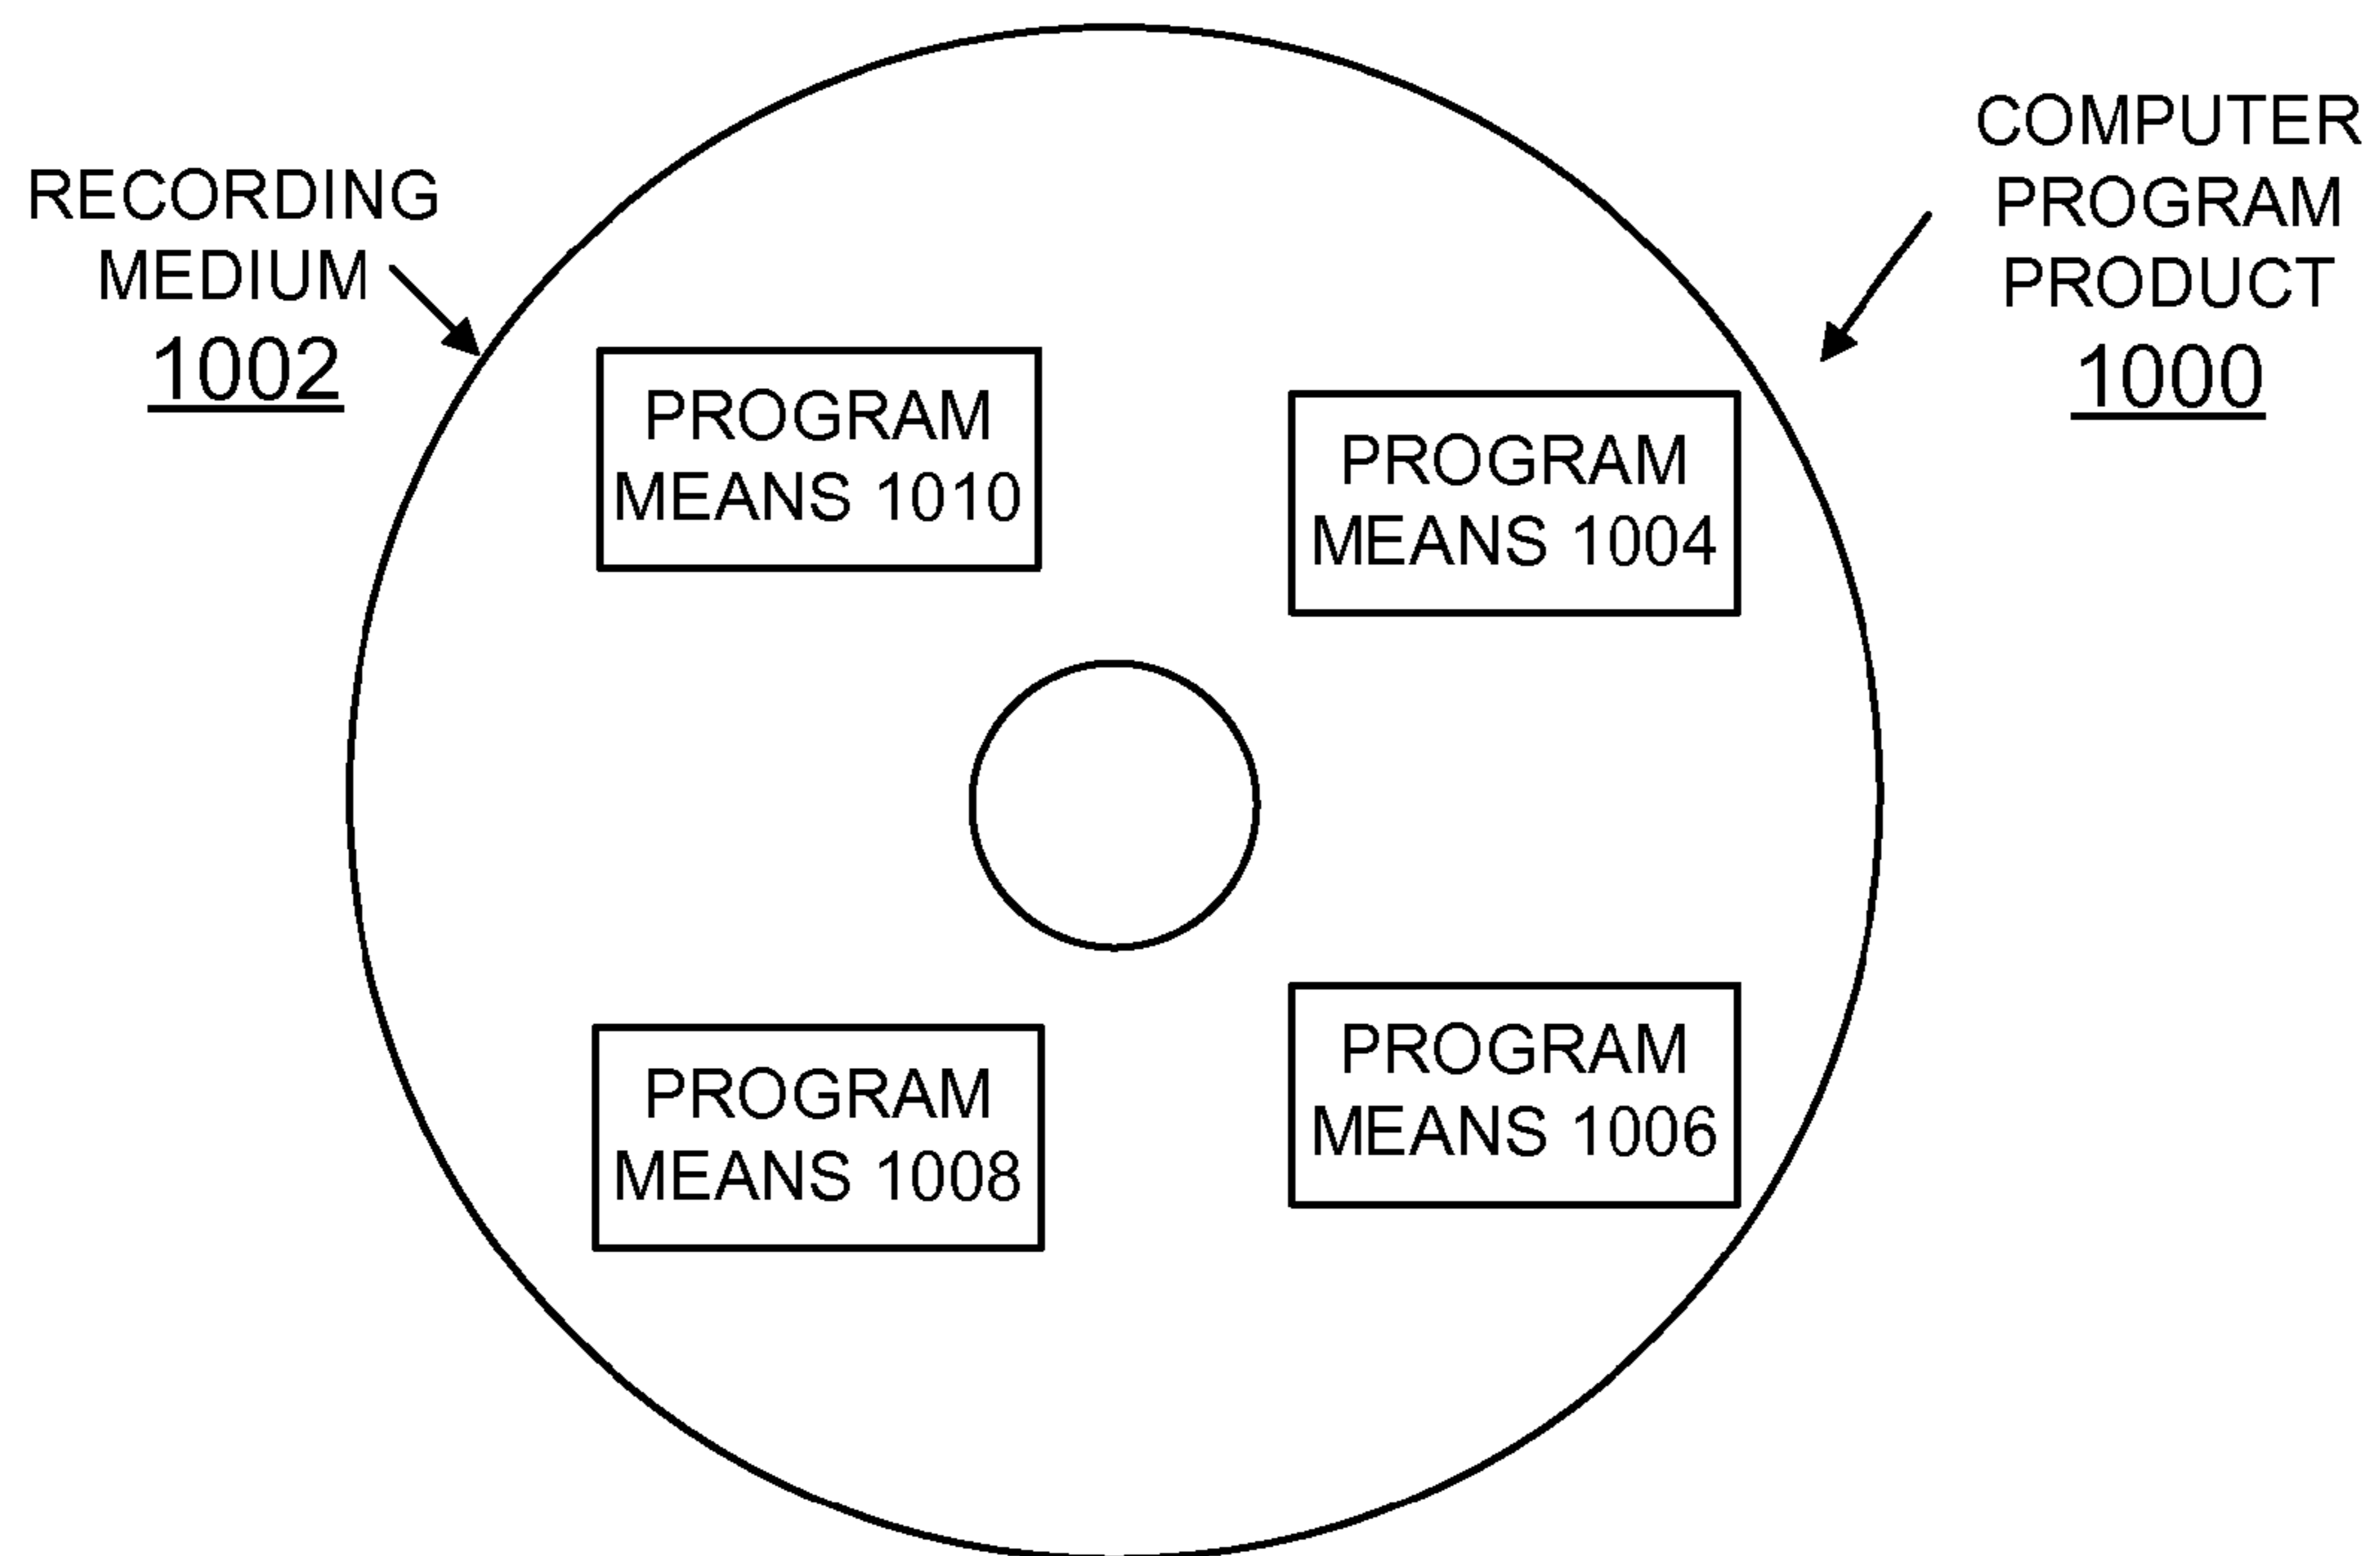 RECORDING
MEDIUM
1002
COMPUTER
PROGRAM
PRODUCT
1000
PROGRAM
MEANS 1010
PROGRAM
MEANS 1004
PROGRAM
MEANS 1008
PROGRAM
MEANS 1006